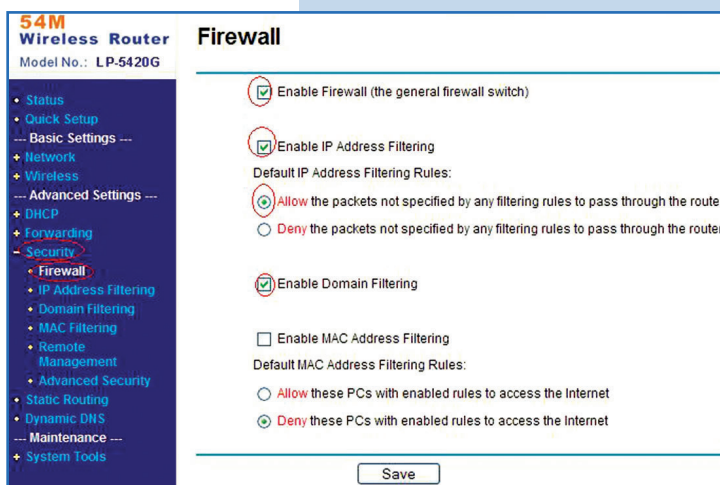 54M
Wireless Router
Model No.: LP-5420G
Status
Quick Setup
--- Basic Settings ---
Network
Wireless
--- Advanced Settings ---
DHCP
Forwarding
Security
Firewall
IP Address Filtering
Domain Filtering
MAC Filtering
Remote
Management
Advanced Security
Static Routing
Dynamic DNS
--- Maintenance ---
System Tools
Firewall
Enable Firewall (the general firewall switch)
Enable IP Address Filtering
Default IP Address Filtering Rules:
Allow the packets not specified by any filtering rules to pass through the route
Deny the packets not specified by any filtering rules to pass through the router
Enable Domain Filtering
Enable MAC Address Filtering
Default MAC Address Filtering Rules:
Allow these PCs with enabled rules to access the Internet
Deny these PCs with enabled rules to access the Internet
Save